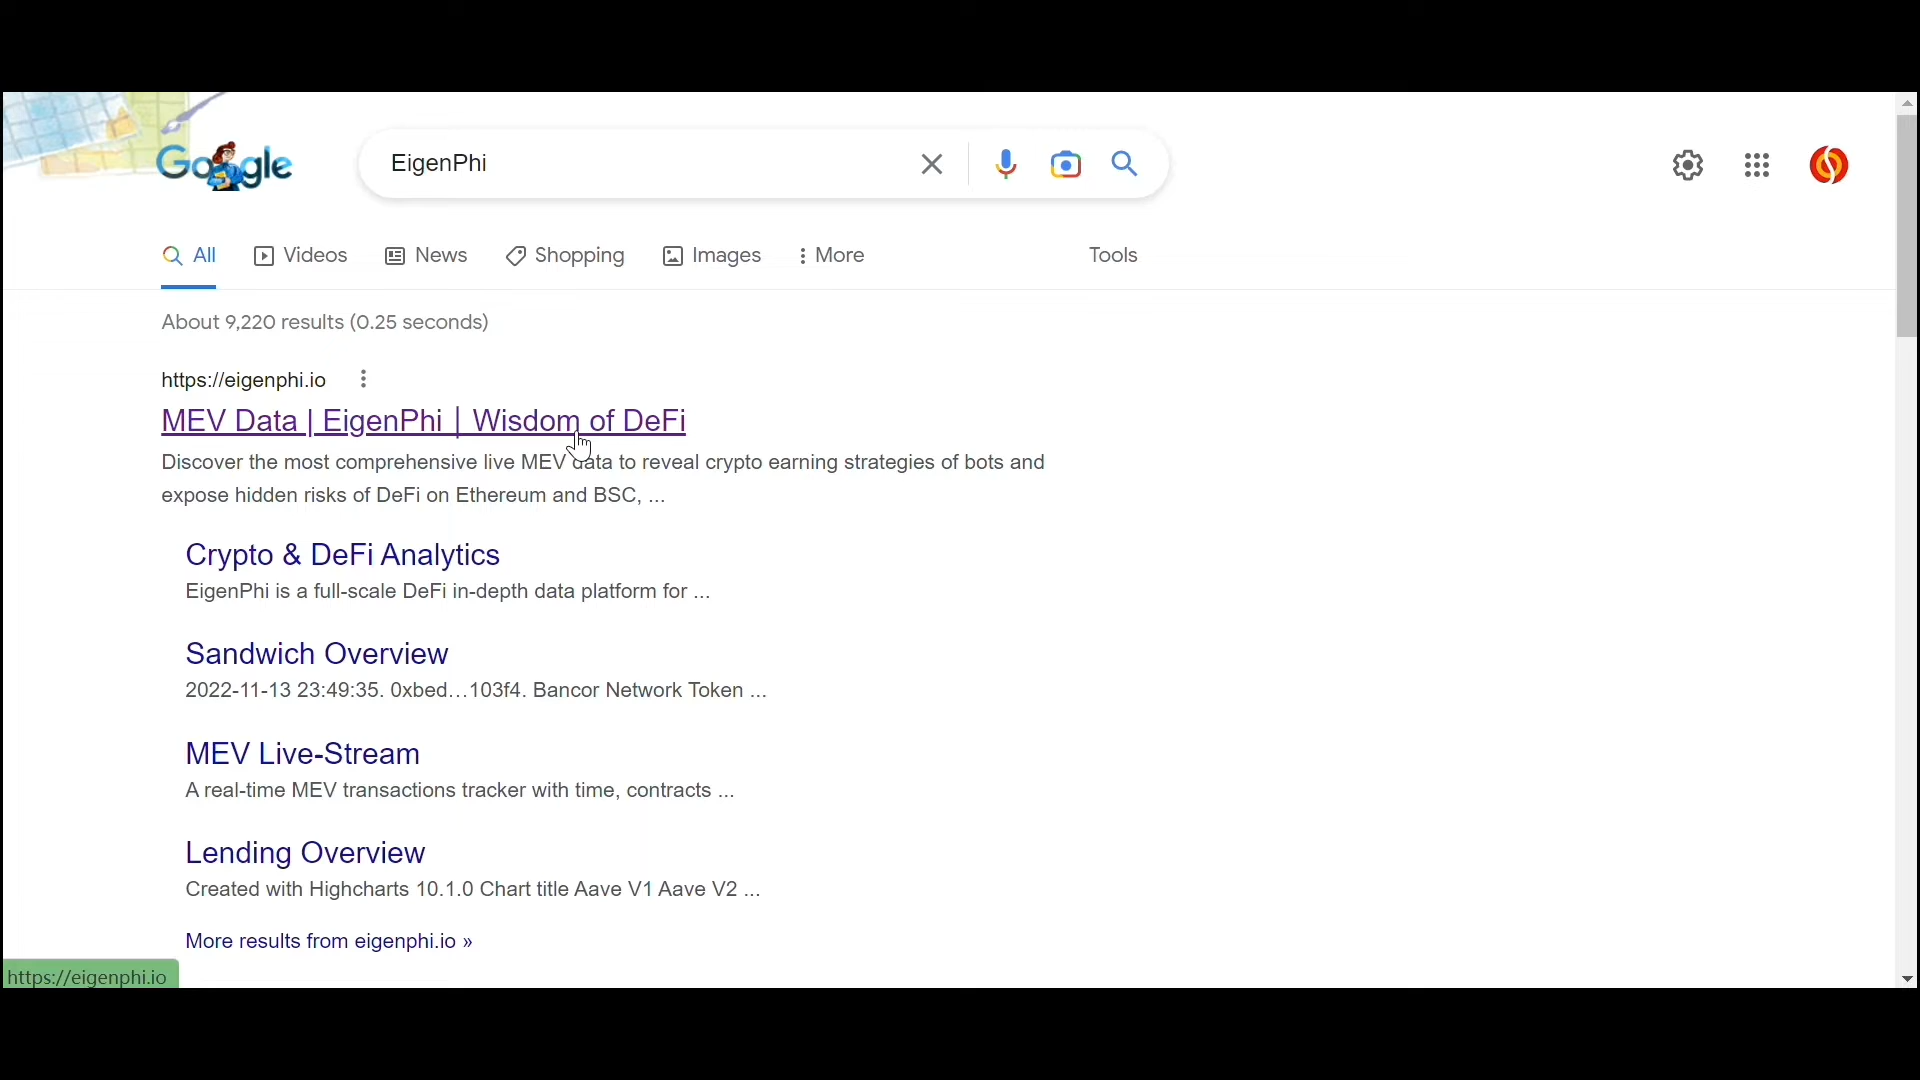 Google
EigenPhi
All Videos News Shopping Images More Tools
About 9,220 results (0.25 seconds)
https://eigenphi.io
MEV Data | EigenPhi | Wisdom of DeFi
Discover the most comprehensive live MEV data to reveal crypto earning strategies of bots and
expose hidden risks of DeFi on Ethereum and BSC, ...
Crypto & DeFi Analytics
EigenPhi is a full-scale DeFi in-depth data platform for ...
Sandwich Overview
2022-11-13 23:49:35. 0xbed…103f4. Bancor Network Token ...
MEV Live-Stream
A real-time MEV transactions tracker with time, contracts ...
Lending Overview
Created with Highcharts 10.1.0 Chart title Aave V1 Aave V2 ...
More results from eigenphi.io »
https://eigenphi.io